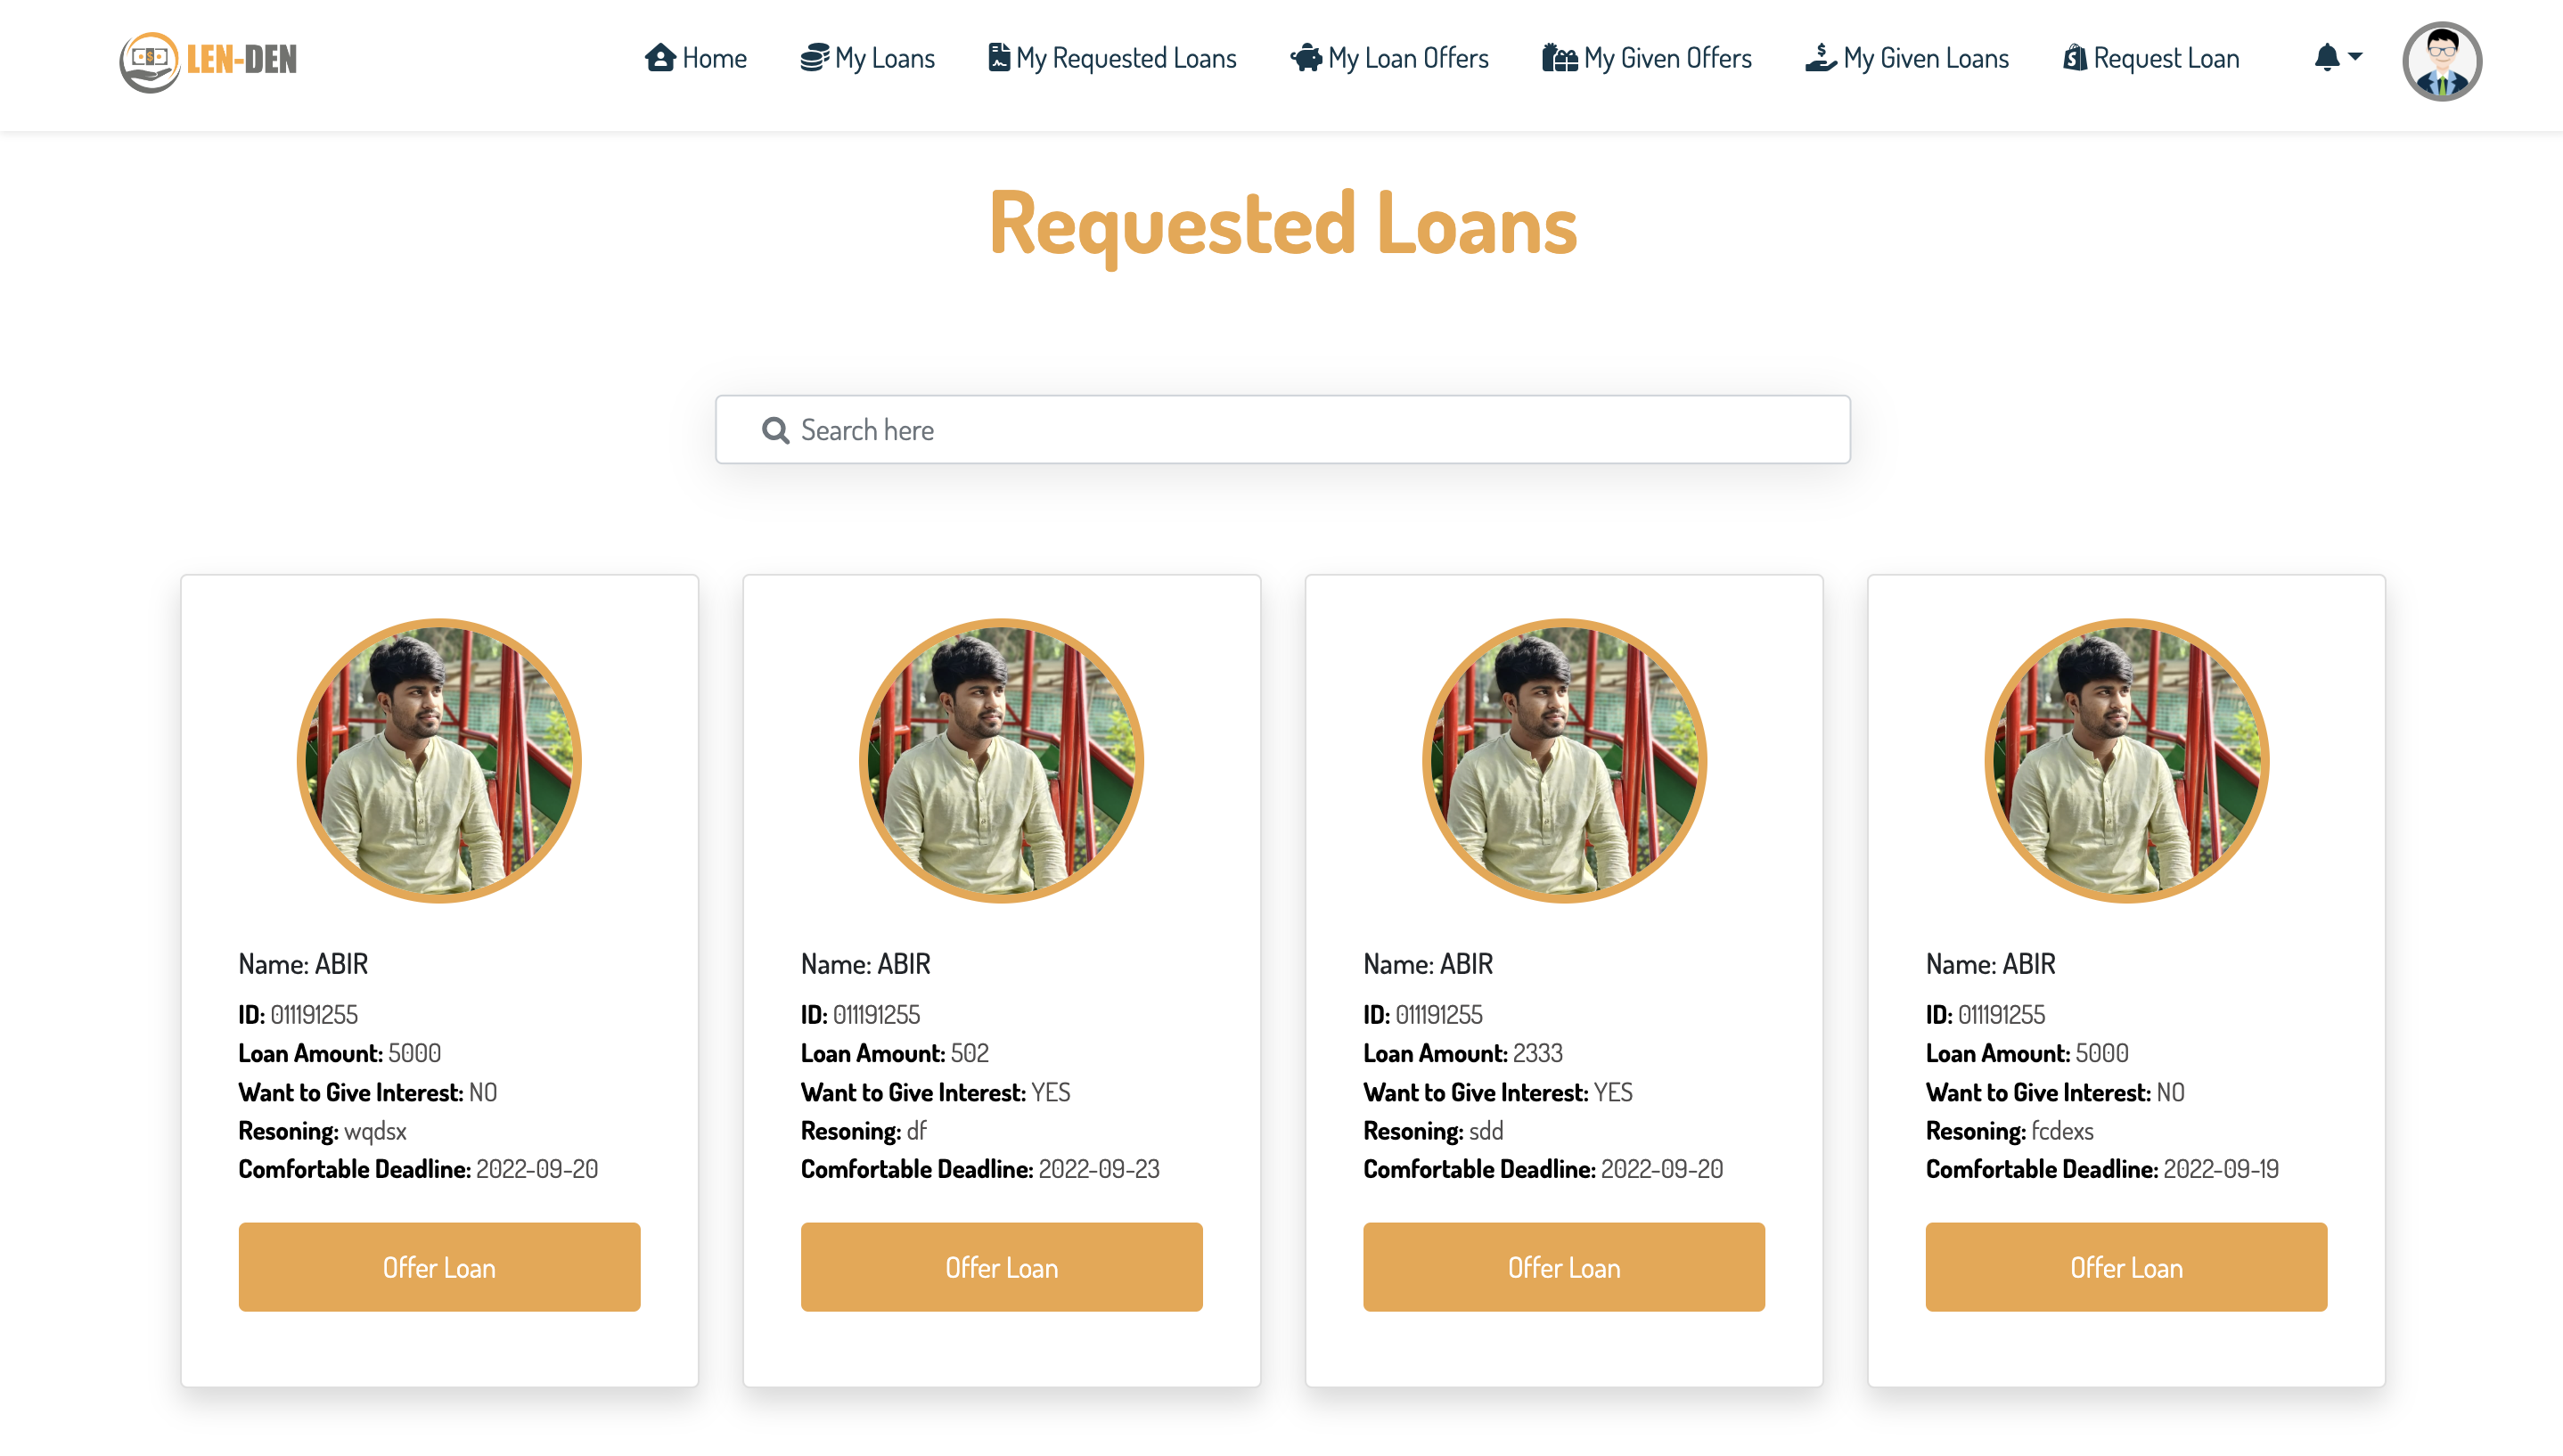 LEN-DEN
Home My Loans My Requested Loans My Loan Offers My Given Offers My Given Loans Request Loan
Requested Loans
Search here
Name: ABIR
ID: 011191255
Loan Amount: 5000
Want to Give Interest: NO
Resoning: wqdsx
Comfortable Deadline: 2022-09-20
Offer Loan
Name: ABIR
ID: 011191255
Loan Amount: 502
Want to Give Interest: YES
Resoning: df
Comfortable Deadline: 2022-09-23
Offer Loan
Name: ABIR
ID: 011191255
Loan Amount: 2333
Want to Give Interest: YES
Resoning: sdd
Comfortable Deadline: 2022-09-20
Offer Loan
Name: ABIR
ID: 011191255
Loan Amount: 5000
Want to Give Interest: NO
Resoning: fcdexs
Comfortable Deadline: 2022-09-19
Offer Loan